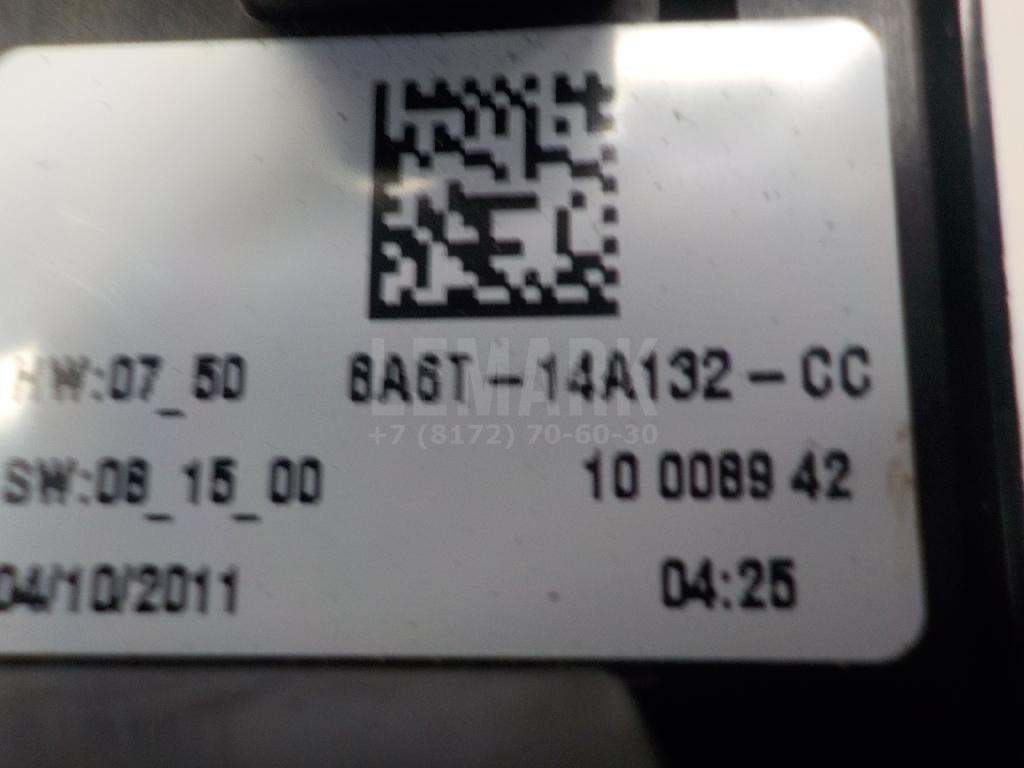 HW:07_50 8A6T-14A132-CC
LEMARK
+7 (8172) 70-60-30
SW:08_15_00 10 0089 42
04/10/2011 04:25